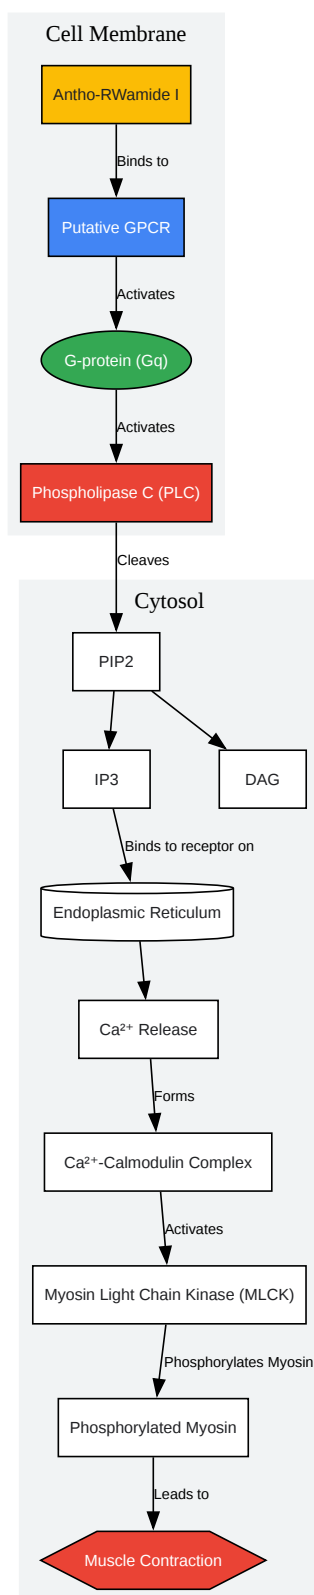 Cell Membrane
Antho-RWamide I
Binds to
Putative GPCR
Activates
G-protein (Gq)
Activates
Phospholipase C (PLC)
Cleaves
Cytosol
PIP2
IP3
DAG
Binds to receptor on
Endoplasmic Reticulum
Ca²⁺ Release
Forms
Ca²⁺-Calmodulin Complex
Activates
Myosin Light Chain Kinase (MLCK)
Phosphorylates Myosin
Phosphorylated Myosin
Leads to
Muscle Contraction